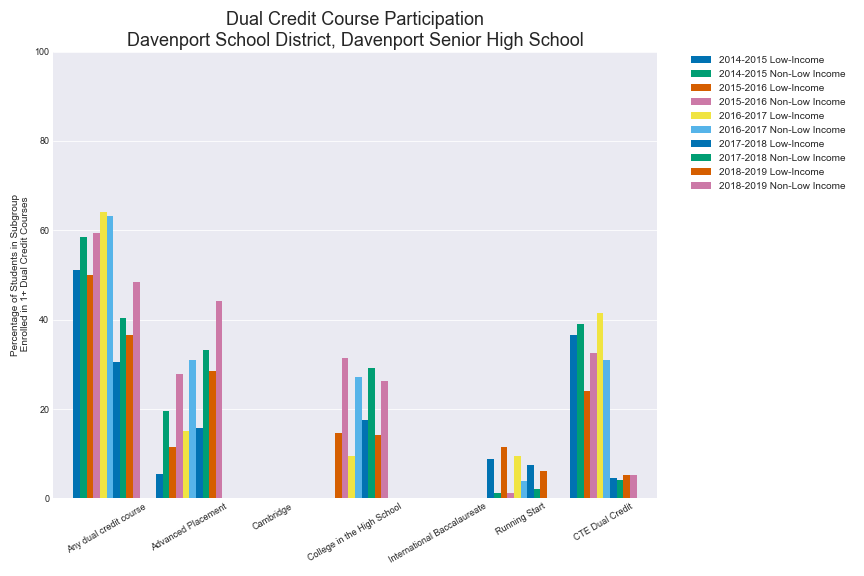 Dual Credit Course Participation
Davenport School District, Davenport Senior High School
2014-2015 Low-Income
2014-2015 Non-Low Income
2015-2016 Low-Income
2015-2016 Non-Low Income
2016-2017 Low-Income
2016-2017 Non-Low Income
2017-2018 Low-Income
2017-2018 Non-Low Income
2018-2019 Low-Income
2018-2019 Non-Low Income
Percentage of Students in Subgroup
Enrolled in 1+ Dual Credit Courses
100
80
60
40
20
0
Any dual credit course
Advanced Placement
Cambridge
College in the High School
International Baccalaureate
Running Start
CTE Dual Credit